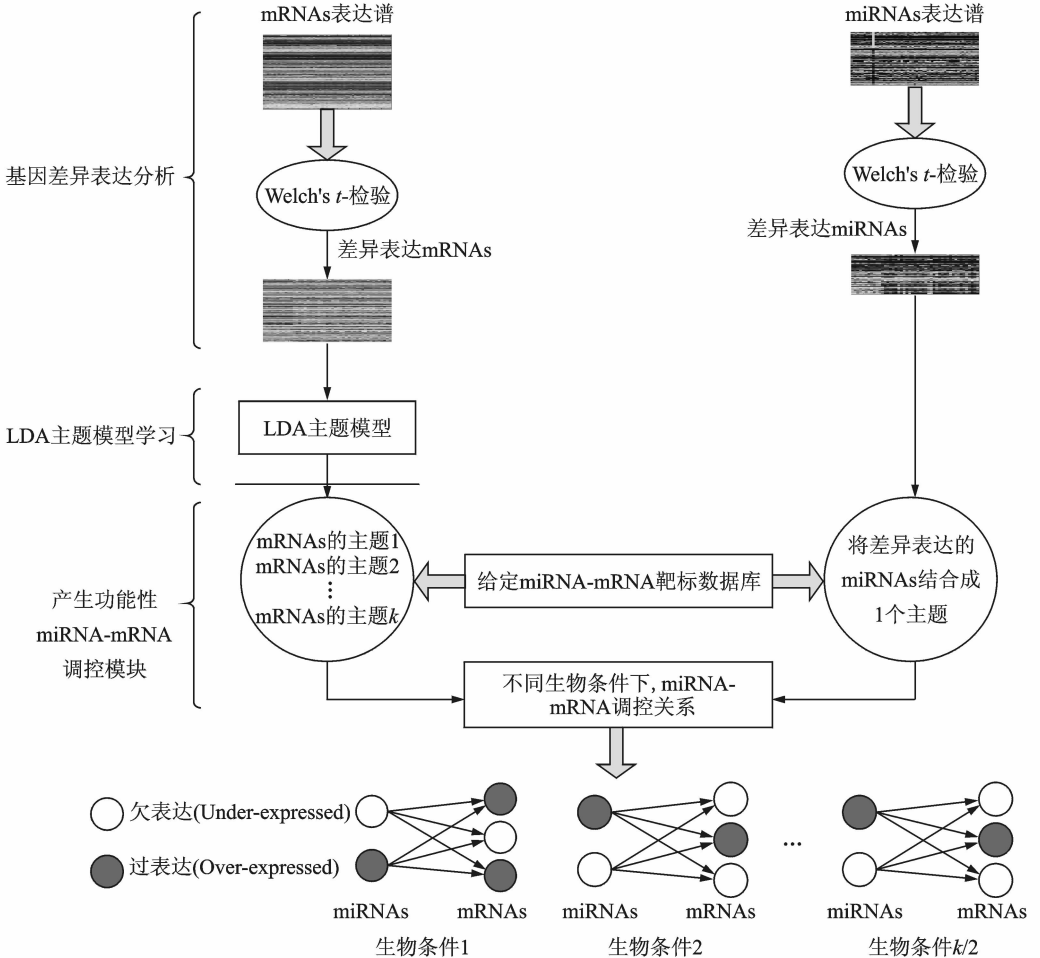 mRNAs表达谱
miRNAs表达谱
基因差异表达分析
Welch's t-检验
Welch's t-检验
差异表达mRNAs
差异表达miRNAs
LDA主题模型学习
LDA主题模型
产生功能性
miRNA-mRNA
调控模块
mRNAs的主题1
mRNAs的主题2
⋮
mRNAs的主题k
给定miRNA-mRNA靶标数据库
将差异表达的
miRNAs结合成
1个主题
不同生物条件下, miRNA-
mRNA调控关系
欠表达(Under-expressed)
过表达(Over-expressed)
...
miRNAs
mRNAs
miRNAs
mRNAs
miRNAs
mRNAs
生物条件1
生物条件2
生物条件k/2